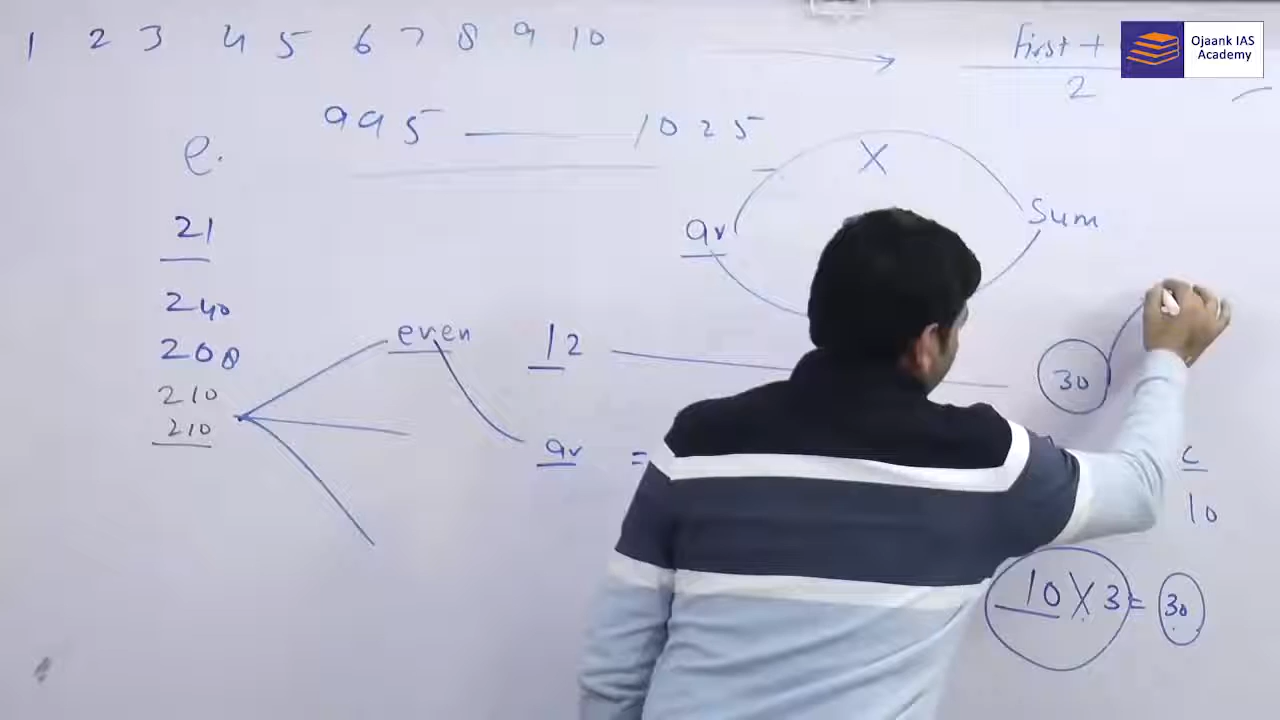 1 2 3 4 5 6 7 8 9 10
First +
2
Ojaank IAS
Academy
995 — 1025
e.
X
21
av
Sum
240
even
12
208
30
210
210
av =
c
10
10 X 3 = 30